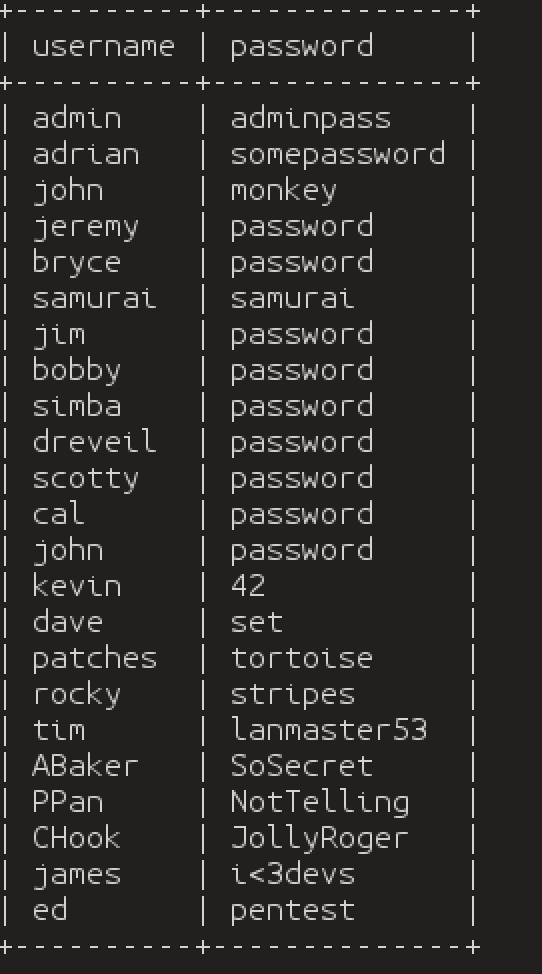 +----------+--------------+
| username | password     |
+----------+--------------+
| admin    | adminpass    |
| adrian   | somepassword |
| john     | monkey       |
| jeremy   | password     |
| bryce    | password     |
| samurai  | samurai      |
| jim      | password     |
| bobby    | password     |
| simba    | password     |
| dreveil  | password     |
| scotty   | password     |
| cal      | password     |
| john     | password     |
| kevin    | 42           |
| dave     | set          |
| patches  | tortoise     |
| rocky    | stripes      |
| tim      | lanmaster53  |
| ABaker   | SoSecret     |
| PPan     | NotTelling   |
| CHook    | JollyRoger   |
| james    | i<3devs      |
| ed       | pentest      |
+----------+--------------+